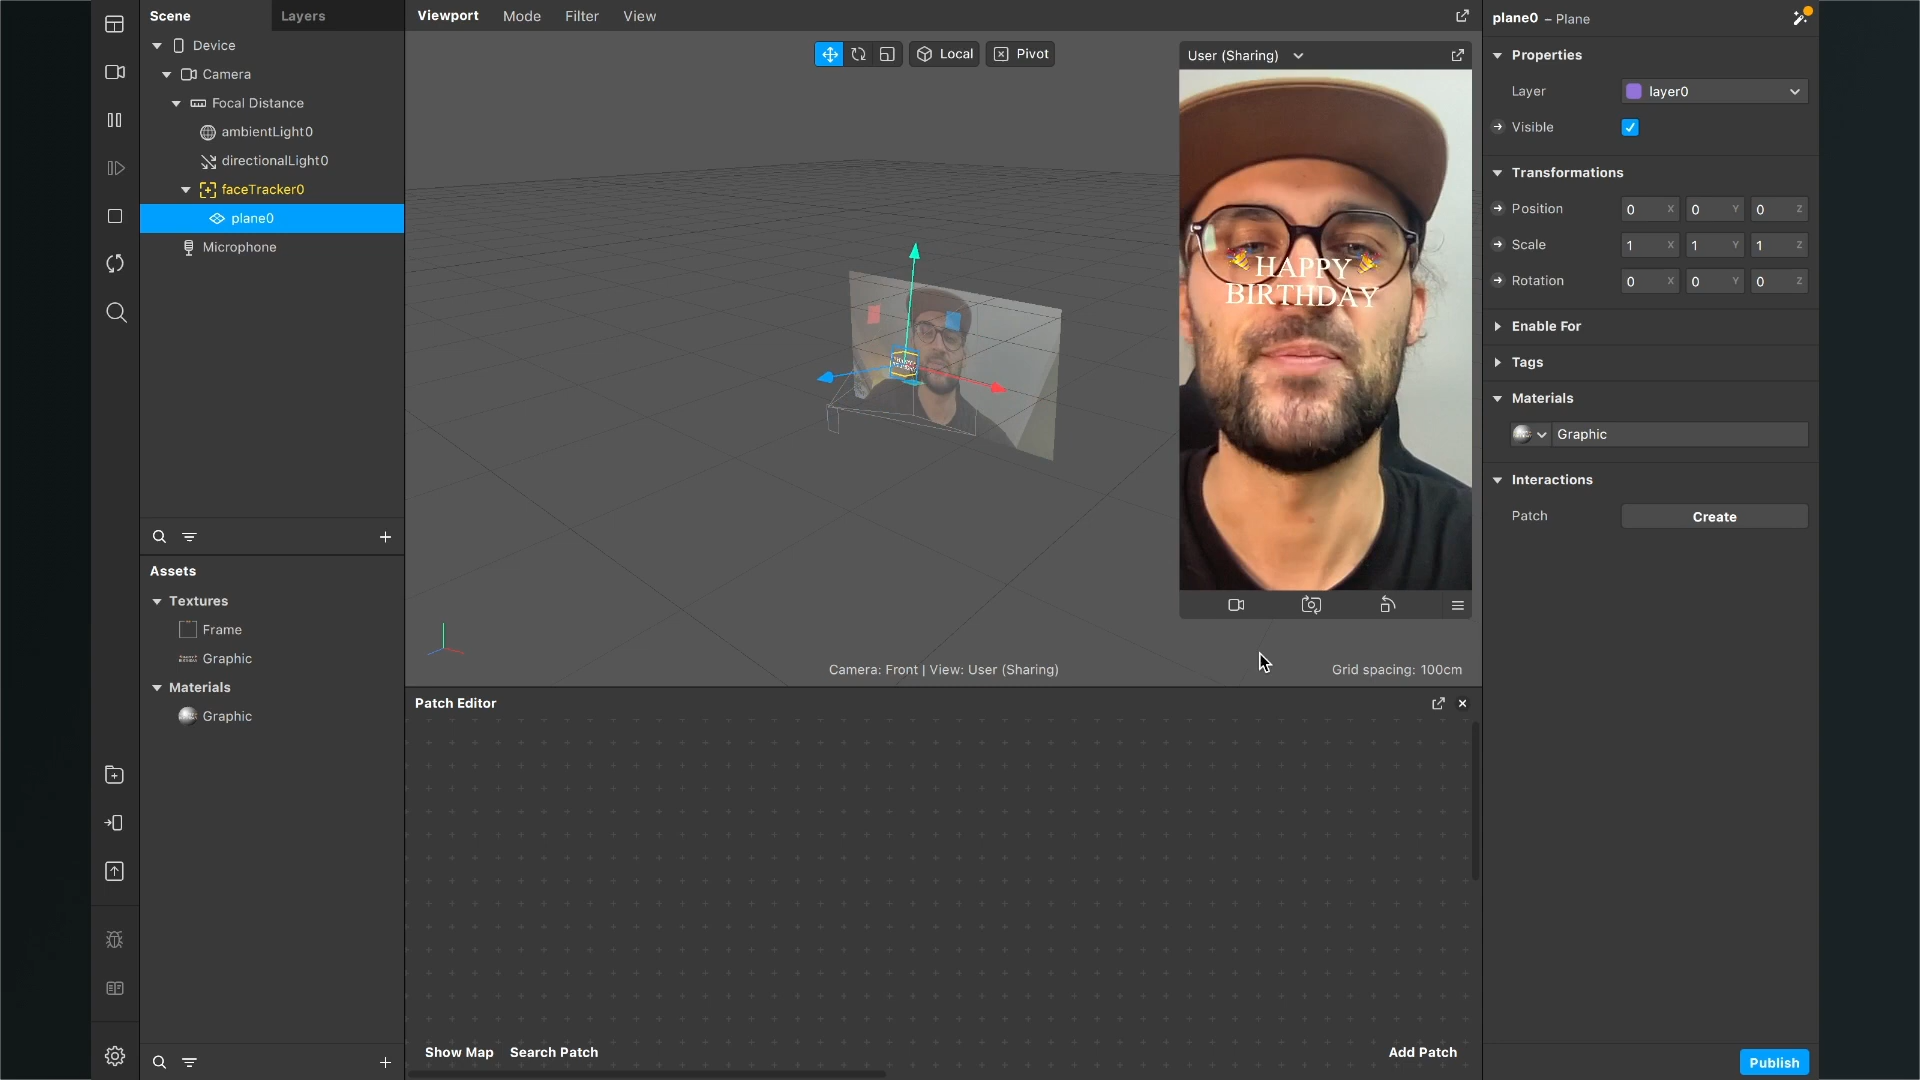 Scene
Layers
Viewport
Mode
Filter
View
plane0 – Plane
Device
Camera
Focal Distance
ambientLight0
directionalLight0
faceTracker0
plane0
Microphone
Local
Pivot
User (Sharing)
HAPPY
BIRTHDAY
Camera: Front | View: User (Sharing)
Grid spacing: 100cm
Properties
Layer
layer0
Visible
Transformations
Position
0 X
0 Y
0 Z
Scale
1 X
1 Y
1 Z
Rotation
0 X
0 Y
0 Z
Enable For
Tags
Materials
Graphic
Interactions
Patch
Create
Assets
Textures
Frame
Graphic
Materials
Graphic
Patch Editor
Show Map
Search Patch
Add Patch
Publish